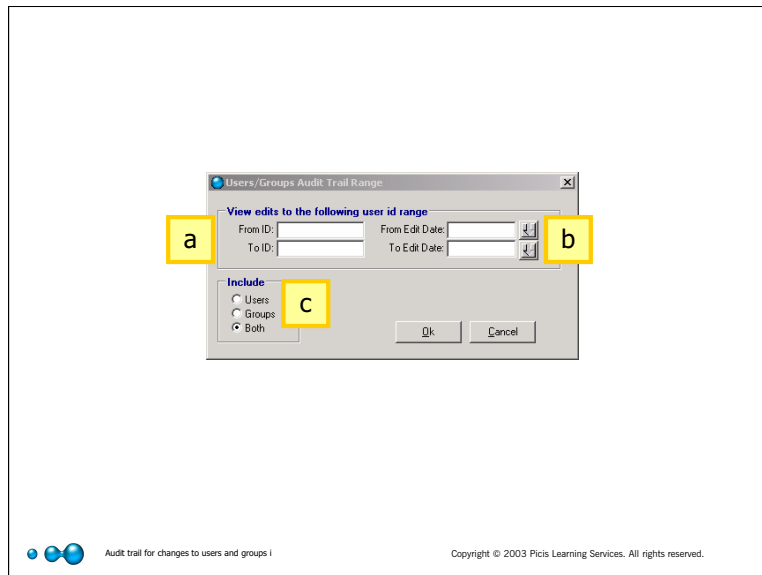 Users/Groups Audit Trail Range
View edits to the following user id range
a
From ID:
From Edit Date:
b
To ID:
To Edit Date:
Include
Users
c
Groups
Both
Ok
Cancel
Audit trail for changes to users and groups i
Copyright © 2003 Picis Learning Services. All rights reserved.